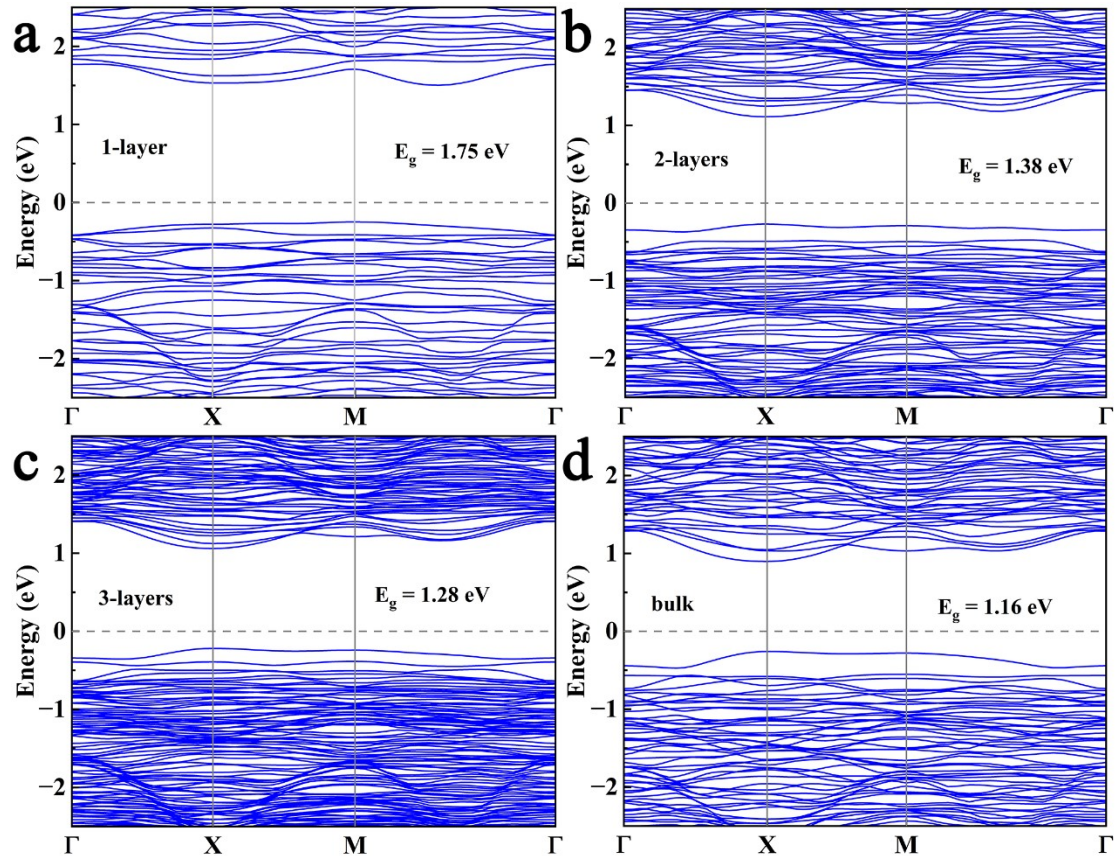 a
2
1
0
−1
−2
Energy (eV)
1-layer
E_g = 1.75 eV
Γ X M Γ
b
2
1
0
−1
−2
Energy (eV)
2-layers
E_g = 1.38 eV
Γ X M Γ
c
2
1
0
−1
−2
Energy (eV)
3-layers
E_g = 1.28 eV
Γ X M Γ
d
2
1
0
−1
−2
Energy (eV)
bulk
E_g = 1.16 eV
Γ X M Γ